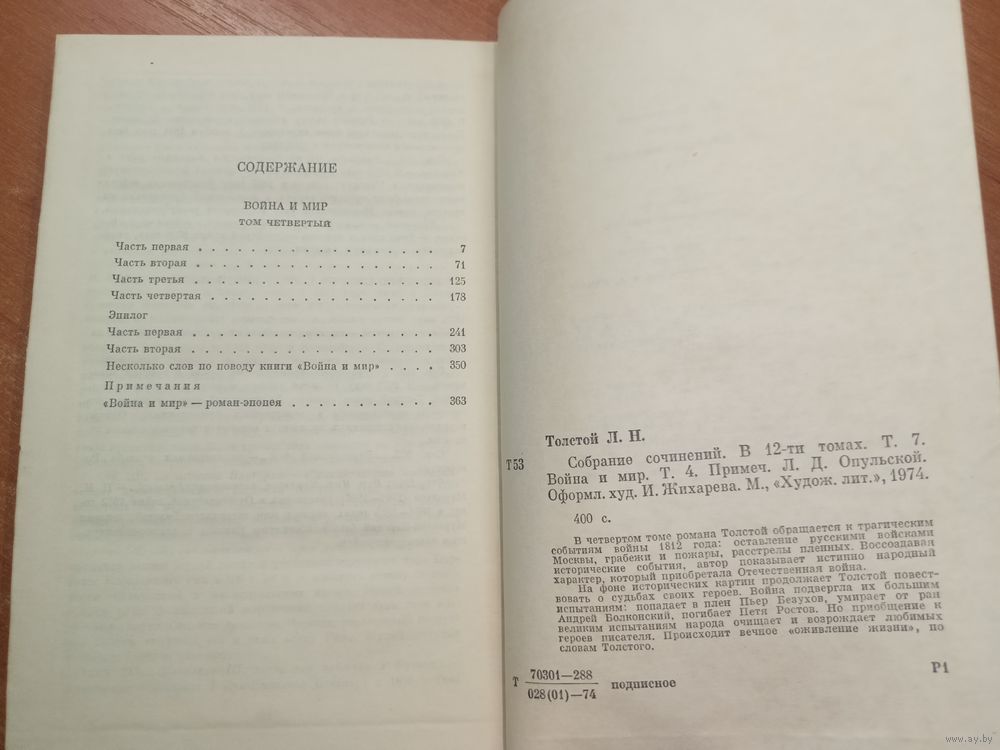 СОДЕРЖАНИЕ
ВОЙНА И МИР
ТОМ ЧЕТВЕРТЫЙ
Часть первая . . . . . . . . . . . . . . . . . 7
Часть вторая . . . . . . . . . . . . . . . . . 71
Часть третья . . . . . . . . . . . . . . . . . 125
Часть четвертая . . . . . . . . . . . . . . . . 178
Эпилог
Часть первая . . . . . . . . . . . . . . . . . 241
Часть вторая . . . . . . . . . . . . . . . . . 303
Несколько слов по поводу книги «Война и мир» . . . . 350
Примечания
«Война и мир» — роман-эпопея . . . . . . . . . . . 363
Толстой Л. Н.
Т53 Собрание сочинений. В 12-ти томах. Т. 7.
Война и мир. Т. 4. Примеч. Л. Д. Опульской.
Оформл. худ. И. Жихарева. М., «Худож. лит.», 1974.
400 с.
В четвертом томе романа Толстой обращается к трагическим
событиям войны 1812 года: оставление русскими войсками
Москвы, грабежи и пожары, расстрелы пленных. Воссоздавая
исторические события, автор показывает истинно народный
характер, который приобретала Отечественная война.
На фоне исторических картин продолжает Толстой повест-
вовать о судьбах своих героев. Война подвергла их большим
испытаниям: попадает в плен Пьер Безухов, умирает от ран
Андрей Болконский, погибает Петя Ростов. Но приобщение к
великим испытаниям народа очищает и возрождает любимых
героев писателя. Происходит вечное «оживление жизни», по
словам Толстого.
Т 70301—288
028(01)—74 подписное
Р1
www.ay.by